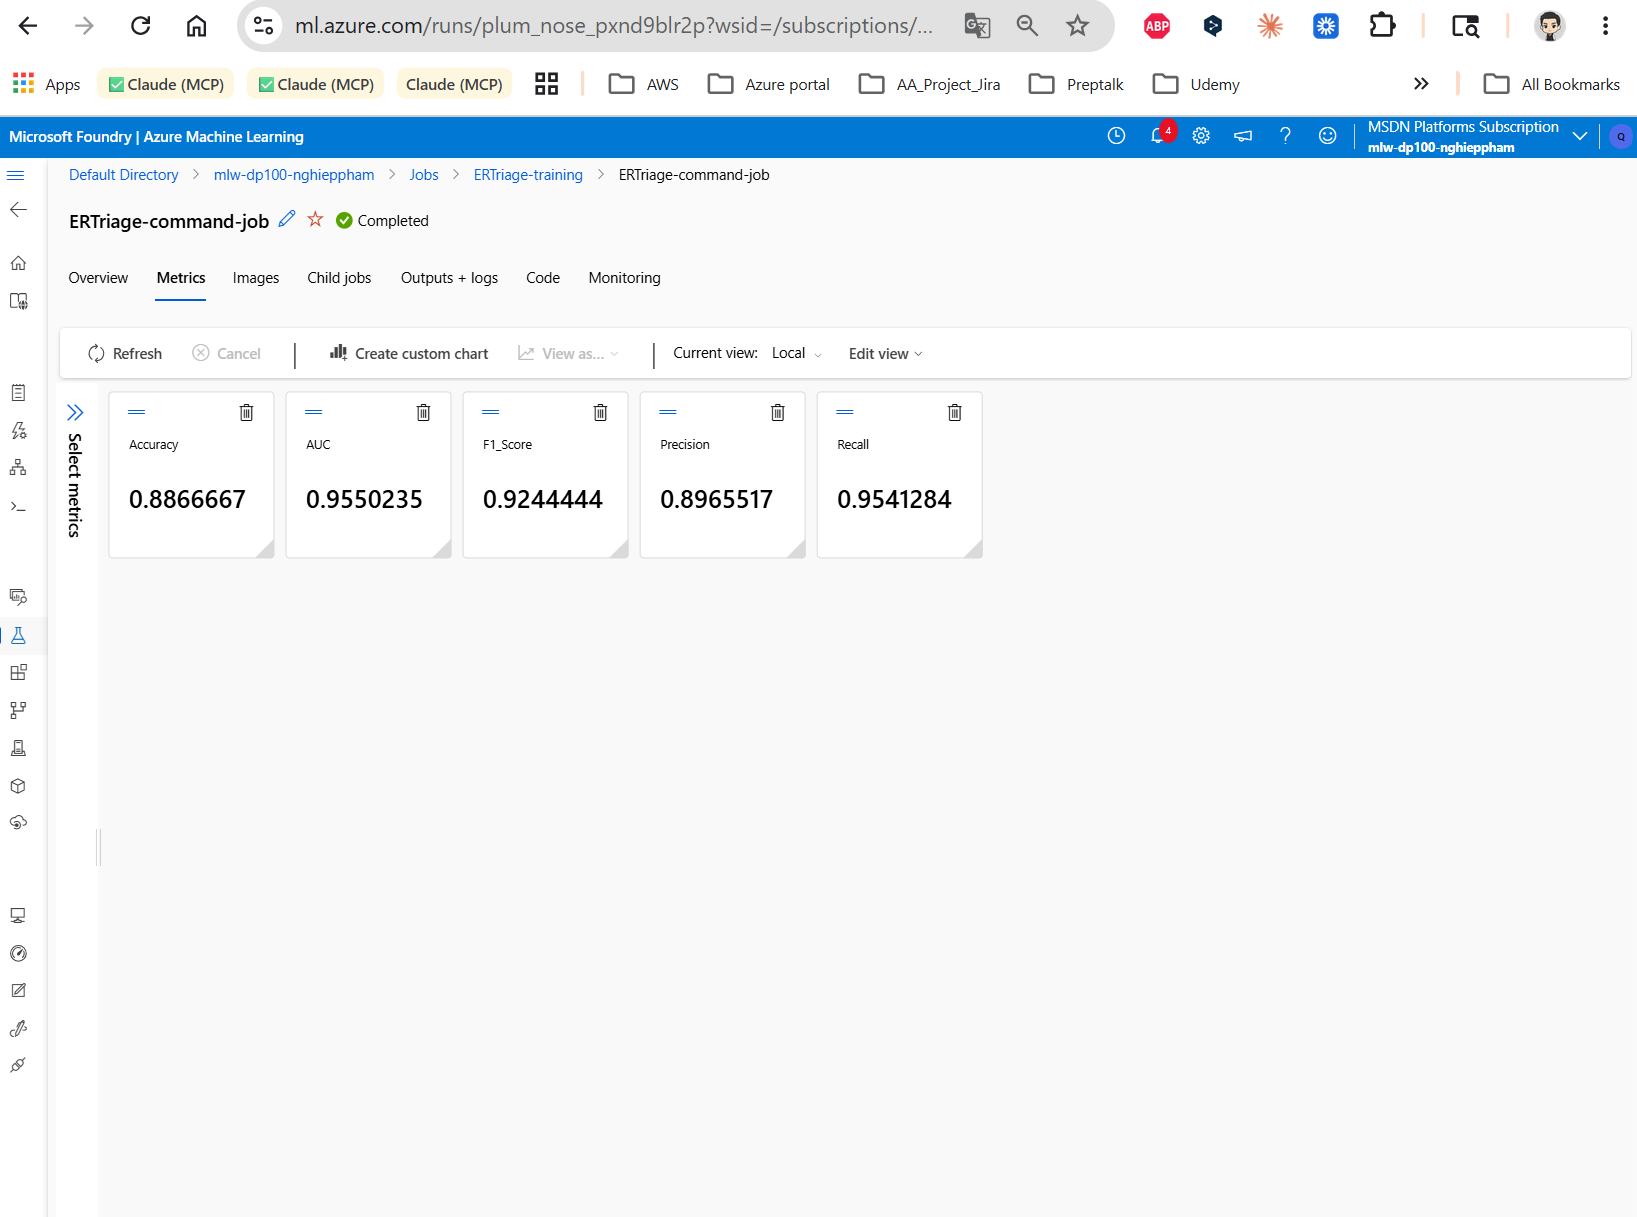 ml.azure.com/runs/plum_nose_pxnd9blr2p?wsid=/subscriptions/...
ABP
Apps
Claude (MCP)
Claude (MCP)
Claude (MCP)
AWS
Azure portal
AA_Project_Jira
Preptalk
Udemy
All Bookmarks
Microsoft Foundry | Azure Machine Learning
4
MSDN Platforms Subscription
mlw-dp100-nghieppham
Q
Default Directory > mlw-dp100-nghieppham > Jobs > ERTriage-training > ERTriage-command-job
ERTriage-command-job
Completed
Overview
Metrics
Images
Child jobs
Outputs + logs
Code
Monitoring
Refresh
Cancel
Create custom chart
View as...
Current view:
Local
Edit view
Select metrics
Accuracy
0.8866667
AUC
0.9550235
F1_Score
0.9244444
Precision
0.8965517
Recall
0.9541284